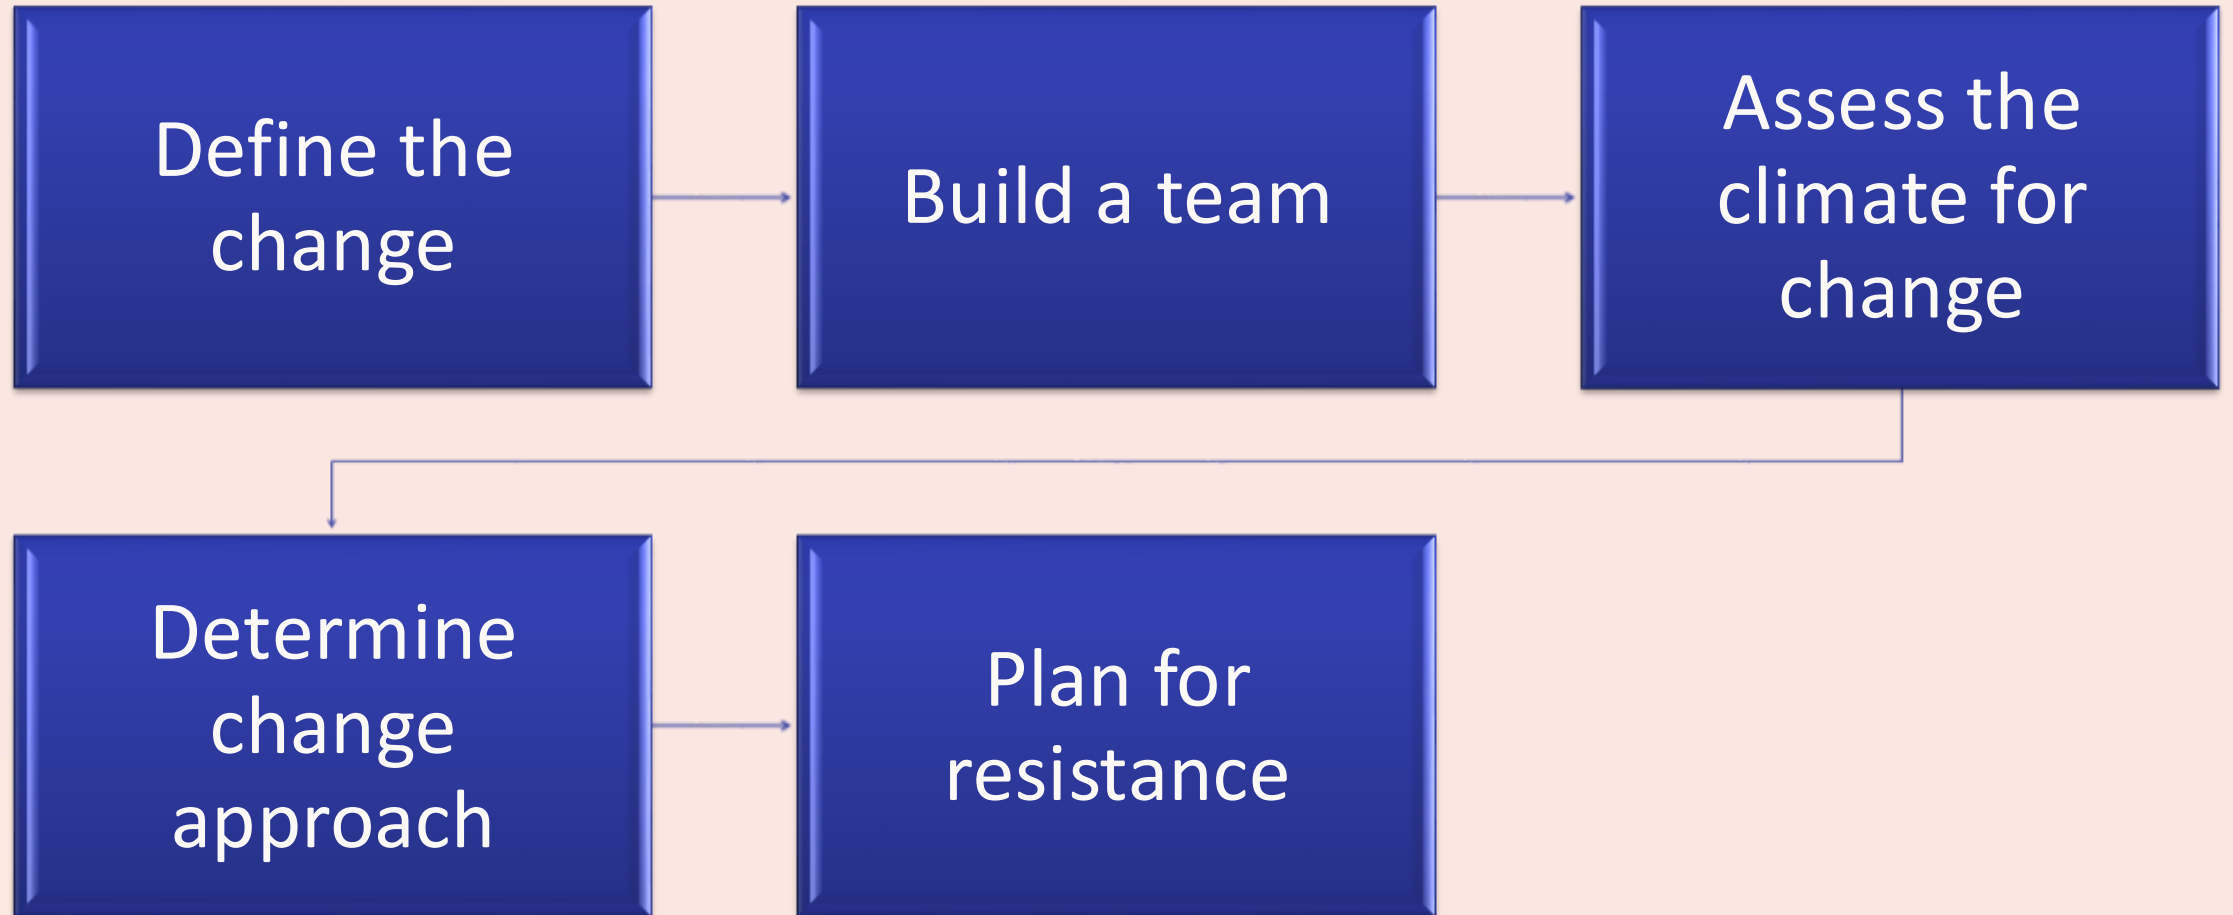 Define the
change
Build a team
Assess the
climate for
change
Determine
change
approach
Plan for
resistance